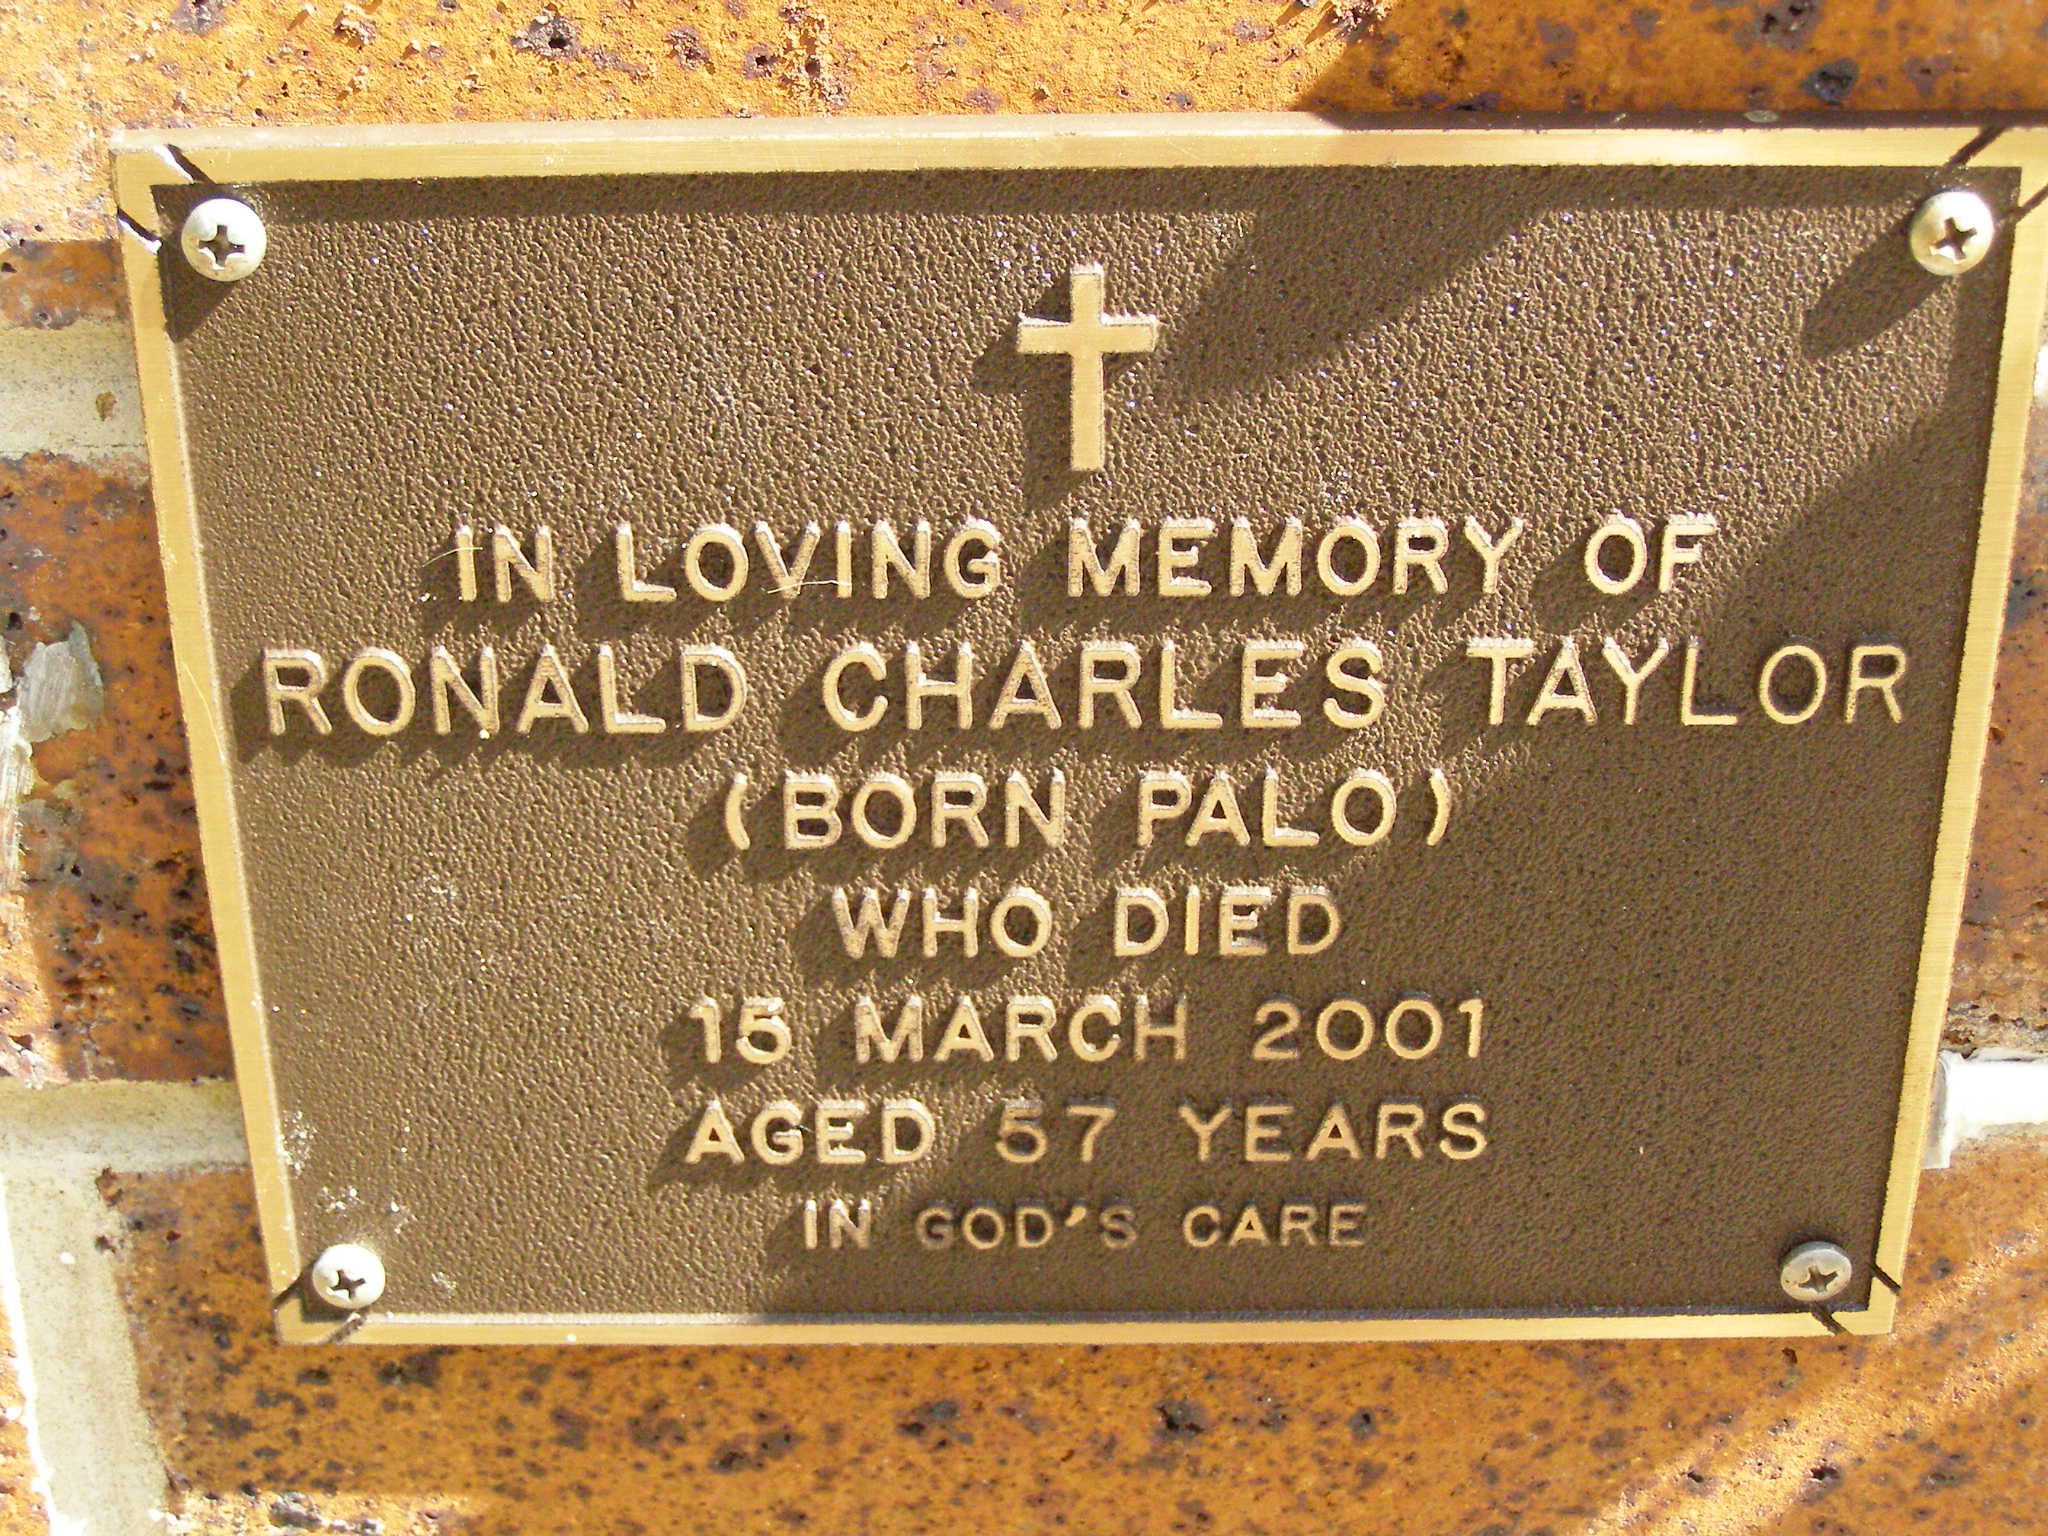 IN LOVING MEMORY OF
RONALD CHARLES TAYLOR
(BORN PALO)
WHO DIED
15 MARCH 2001
AGED 57 YEARS
IN GOD'S CARE